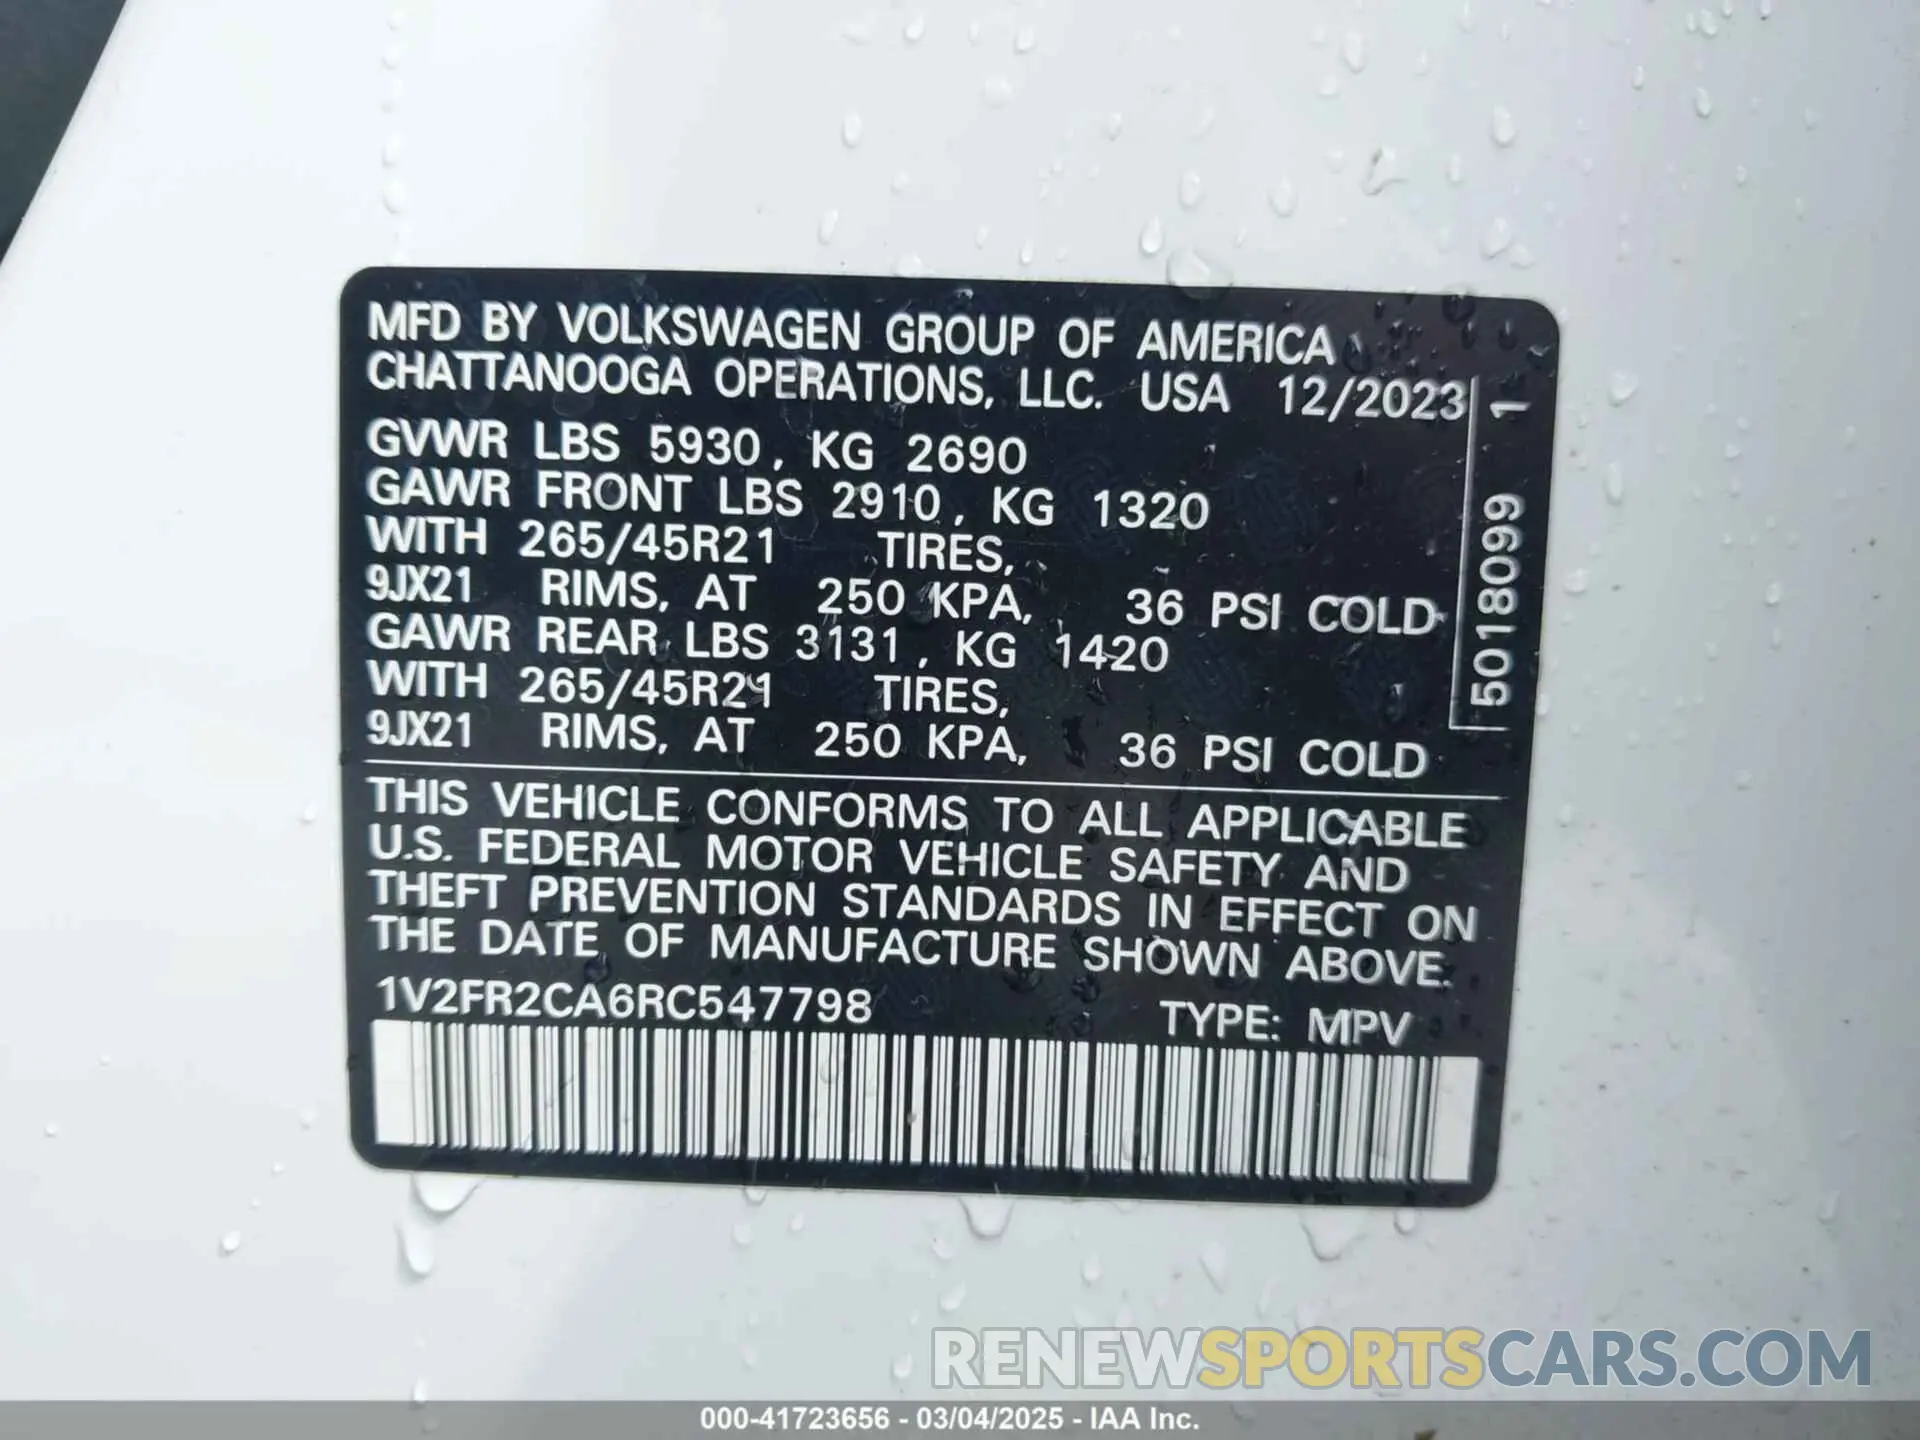 MFD BY VOLKSWAGEN GROUP OF AMERICA
CHATTANOOGA OPERATIONS, LLC. USA 12/2023
GVWR LBS 5930, KG 2690
GAWR FRONT LBS 2910, KG 1320
WITH 265/45R21 TIRES,
9JX21 RIMS, AT 250 KPA, 36 PSI COLD
GAWR REAR LBS 3131, KG 1420
WITH 265/45R21 TIRES,
9JX21 RIMS, AT 250 KPA, 36 PSI COLD
5018099 1
THIS VEHICLE CONFORMS TO ALL APPLICABLE
U.S. FEDERAL MOTOR VEHICLE SAFETY AND
THEFT PREVENTION STANDARDS IN EFFECT ON
THE DATE OF MANUFACTURE SHOWN ABOVE.
1V2FR2CA6RC547798 TYPE: MPV
RENEWSPORTSCARS.COM
000-41723656 - 03/04/2025 - IAA Inc.